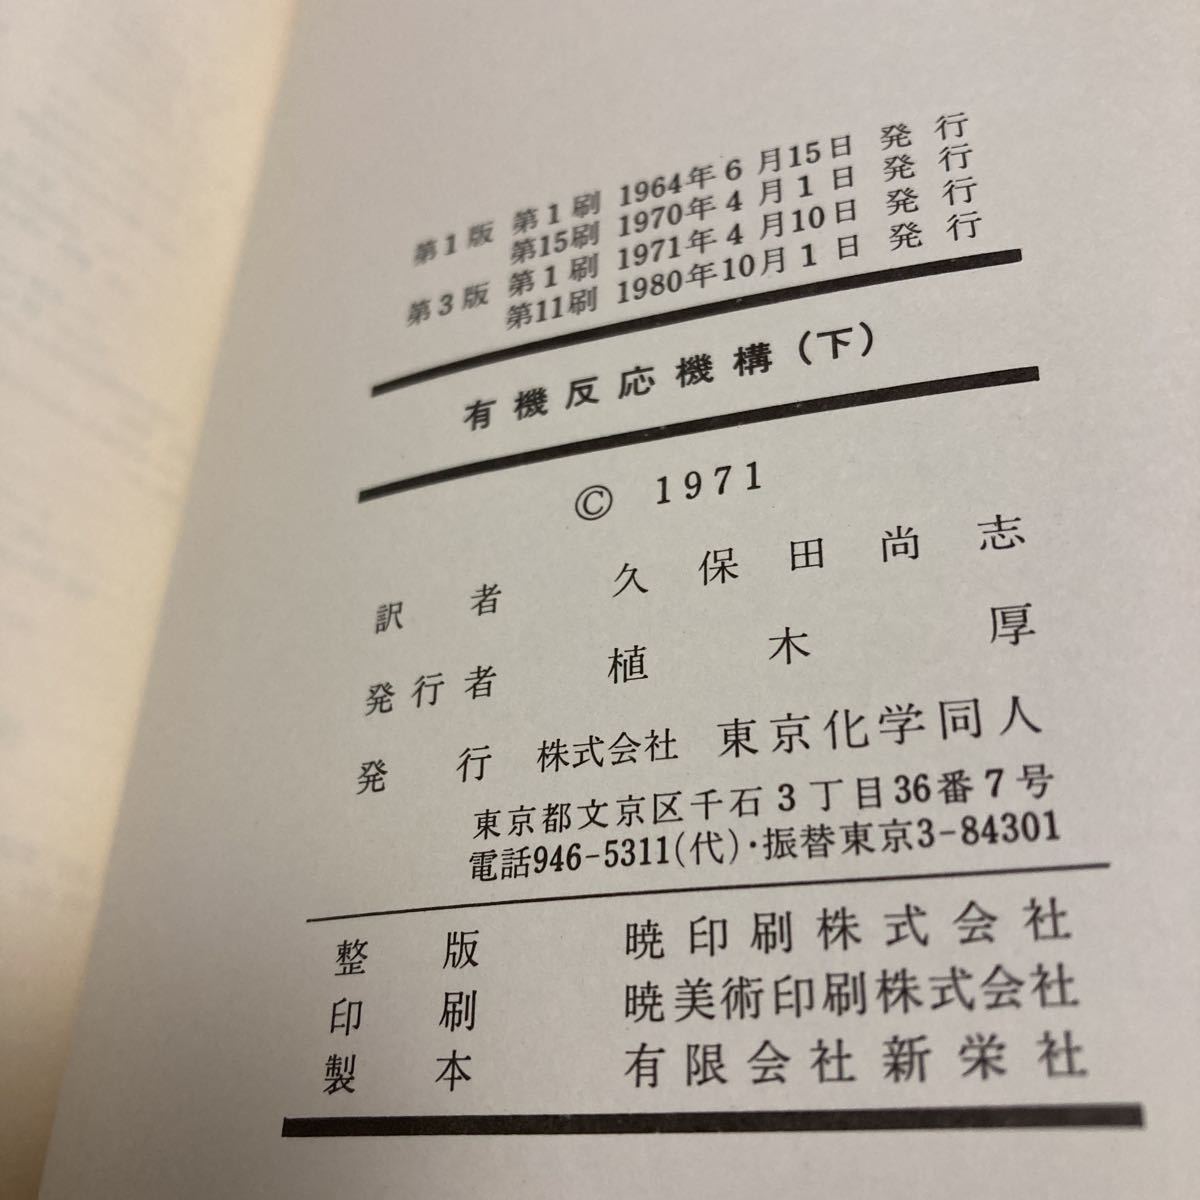 第1版 第1刷 1964年6月15日 発行
第15刷 1970年4月1日 発行
第3版 第1刷 1971年4月10日 発行
第11刷 1980年10月1日 発行
有機反応機構(下)
© 1971
訳者 久保田尚志
発行者 植木厚
発行 株式会社 東京化学同人
東京都文京区千石3丁目36番7号
電話946-5311(代)・振替東京3-84301
整版 暁印刷株式会社
印刷 暁美術印刷株式会社
製本 有限会社新栄社